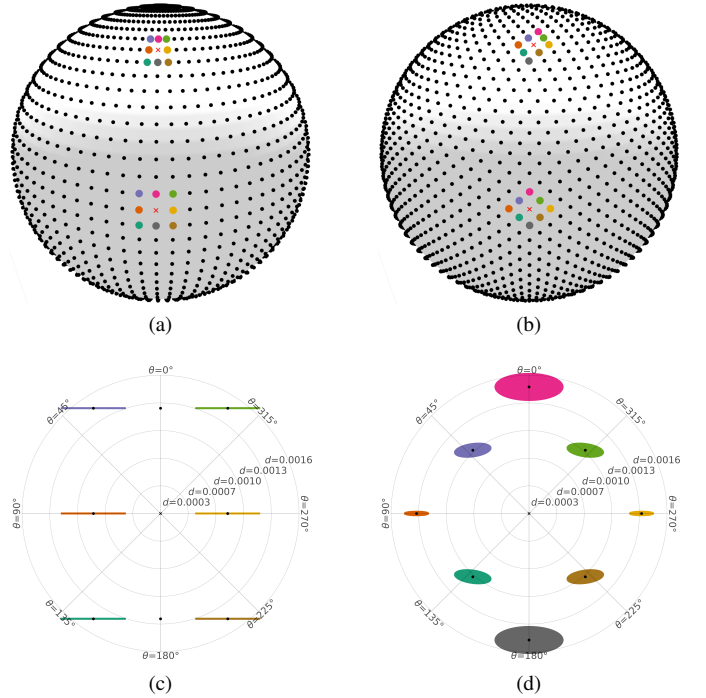 (a)
(b)
θ=0°
θ=45°
θ=315°
d=0.0016
d=0.0013
d=0.0010
d=0.0007
d=0.0003
θ=90°
θ=270°
θ=135°
θ=225°
θ=180°
θ=0°
θ=45°
θ=315°
d=0.0016
d=0.0013
d=0.0010
d=0.0007
d=0.0003
θ=90°
θ=270°
θ=135°
θ=225°
θ=180°
(c)
(d)